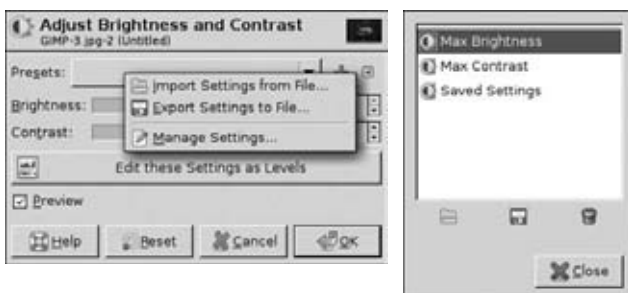 Adjust Brightness and Contrast
GIMP-3.jpg-2 (Untitled)
Presets:
Import Settings from File...
Export Settings to File...
Manage Settings...
Brightness:
Contrast:
Edit these Settings as Levels
Preview
Help
Reset
Cancel
OK
Max Brightness
Max Contrast
Saved Settings
Close